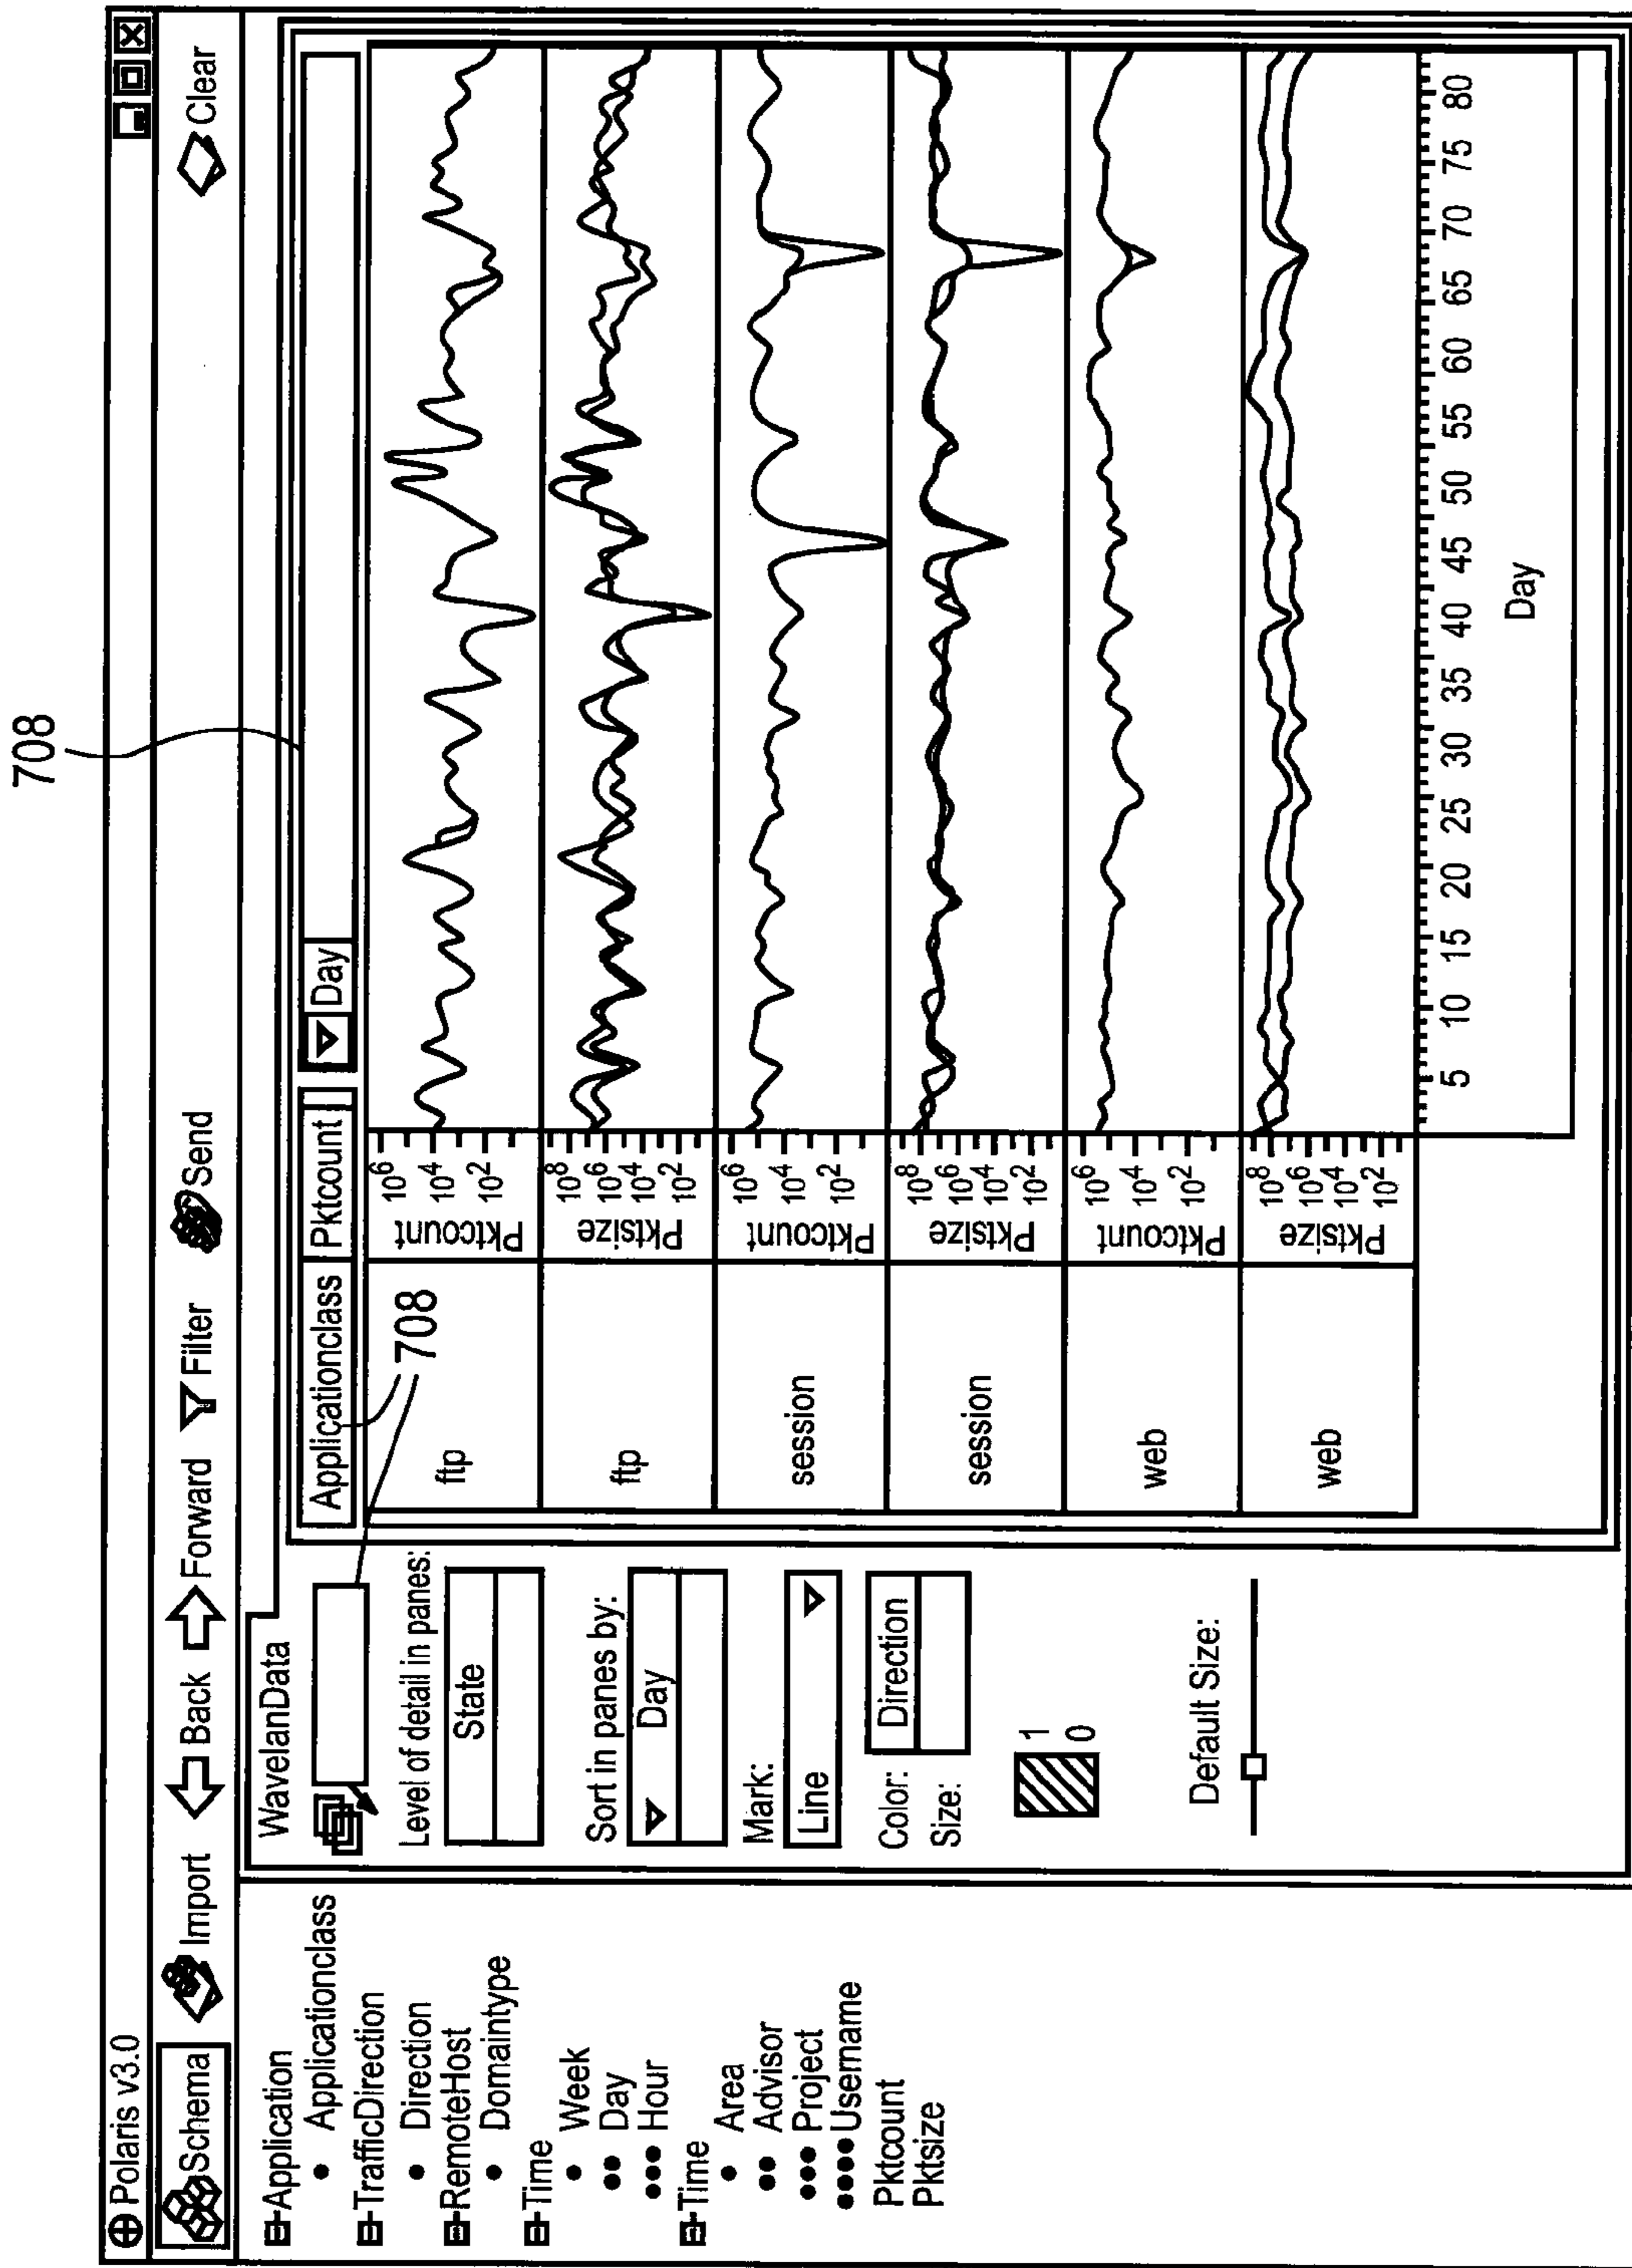 708
Polaris v3.0
Schema Import Back Forward Filter Send Clear
Application
Applicationclass
TrafficDirection
Direction
RemoteHost
Domaintype
Time
Week
Day
Hour
Time
Area
Advisor
Project
Username
Pktcount
Pktsize
WavelanData
Level of detail in panes:
State
Sort in panes by:
Day
Mark:
Line
Color: Direction
Size:
1
0
Default Size:
708
Applicationclass Pktcount Day
ftp Pktcount 10^6 10^4 10^2
ftp Pktsize 10^8 10^6 10^4 10^2
session Pktcount 10^6 10^4 10^2
session Pktsize 10^8 10^6 10^4 10^2
web Pktcount 10^6 10^4 10^2
web Pktsize 10^8 10^6 10^4 10^2
5 10 15 20 25 30 35 40 45 50 55 60 65 70 75 80
Day